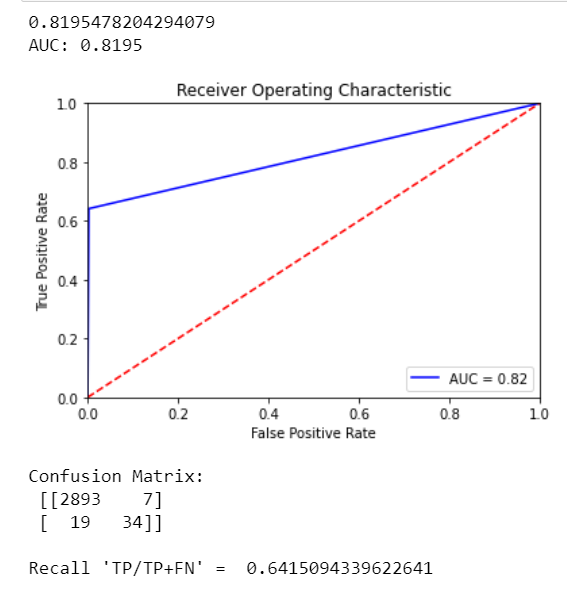 0.8195478204294079
AUC: 0.8195
Receiver Operating Characteristic
1.0
0.8
0.6
0.4
0.2
0.0
True Positive Rate
AUC = 0.82
0.0 0.2 0.4 0.6 0.8 1.0
False Positive Rate
Confusion Matrix:
[[2893 7]
[ 19 34]]
Recall 'TP/TP+FN' = 0.6415094339622641